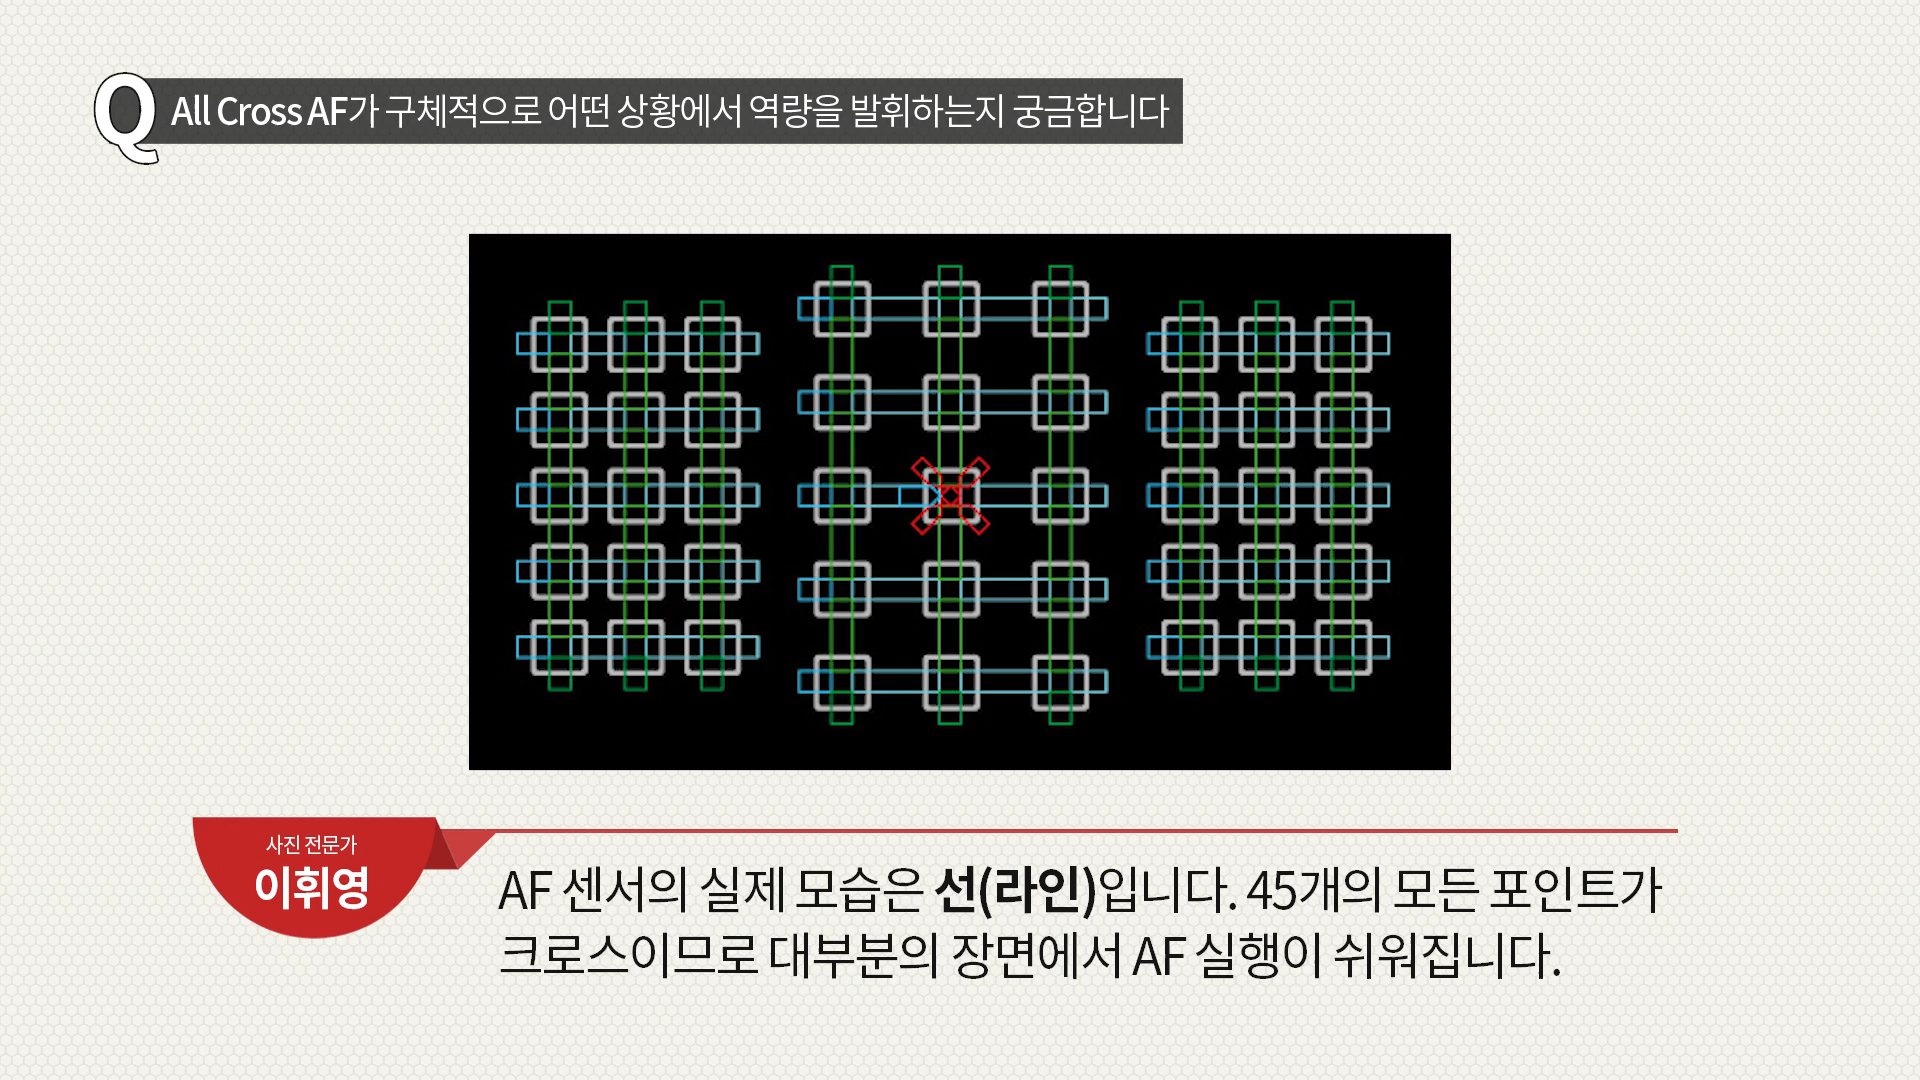 Q All Cross AF가 구체적으로 어떤 상황에서 역량을 발휘하는지 궁금합니다
사진 전문가
이휘영
AF 센서의 실제 모습은 선(라인)입니다. 45개의 모든 포인트가
크로스이므로 대부분의 장면에서 AF 실행이 쉬워집니다.